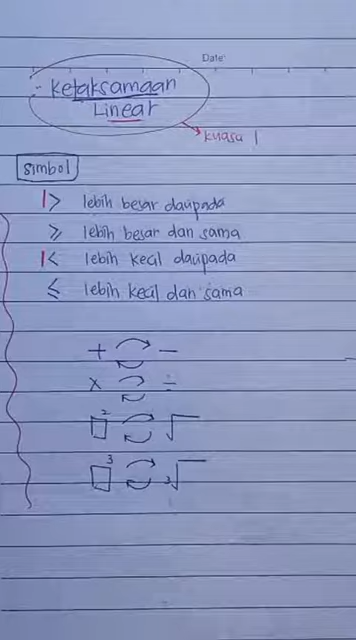 Date:
- Ketaksamaan
Linear
kuasa 1
simbol
> lebih besar daripada
≥ lebih besar dan sama
< lebih kecil daripada
≤ lebih kecil dan sama
+ -
× ÷
□² √
□³ ³√